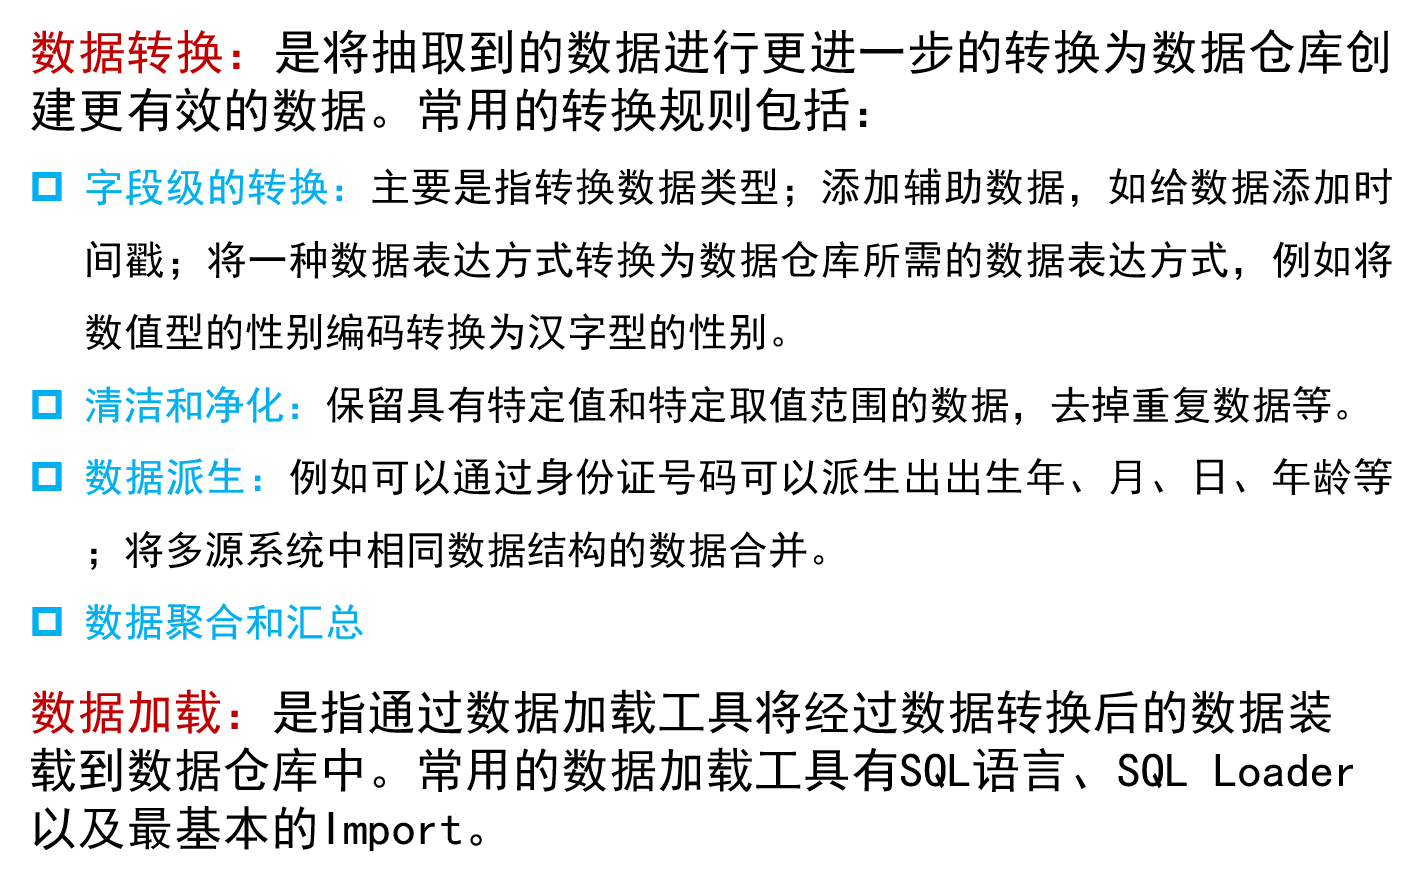 数据转换：是将抽取到的数据进行更进一步的转换为数据仓库创
建更有效的数据。常用的转换规则包括：
字段级的转换：主要是指转换数据类型；添加辅助数据，如给数据添加时
间戳；将一种数据表达方式转换为数据仓库所需的数据表达方式，例如将
数值型的性别编码转换为汉字型的性别。
清洁和净化：保留具有特定值和特定取值范围的数据，去掉重复数据等。
数据派生：例如可以通过身份证号码可以派生出出生年、月、日、年龄等
；将多源系统中相同数据结构的数据合并。
数据聚合和汇总
数据加载：是指通过数据加载工具将经过数据转换后的数据装
载到数据仓库中。常用的数据加载工具有SQL语言、SQL Loader
以及最基本的Import。